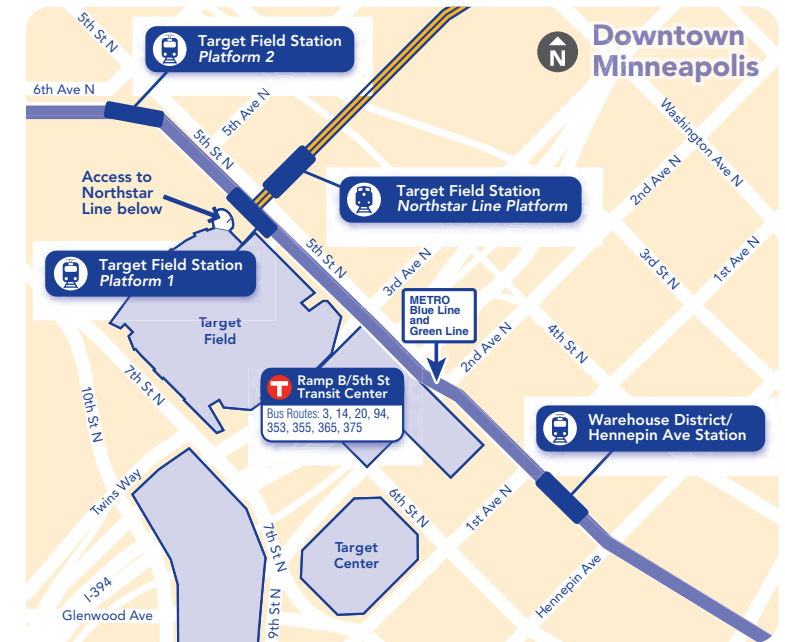 5th St N
Target Field Station
Platform 2
N
Downtown
Minneapolis
6th Ave N
5th Ave N
5th St N
Washington Ave N
2nd Ave N
Access to
Northstar
Line below
Target Field Station
Northstar Line Platform
5th St N
3rd Ave N
3rd St N
1st Ave N
Target Field Station
Platform 1
METRO
Blue Line
and
Green Line
Target
Field
2nd Ave N
4th St N
7th St N
10th St N
T
Ramp B/5th St
Transit Center
Bus Routes: 3, 14, 20, 94,
353, 355, 365, 375
Warehouse District/
Hennepin Ave Station
Twins Way
6th St N
1st Ave N
7th St N
Target
Center
Hennepin Ave
I-394
Glenwood Ave
9th St N